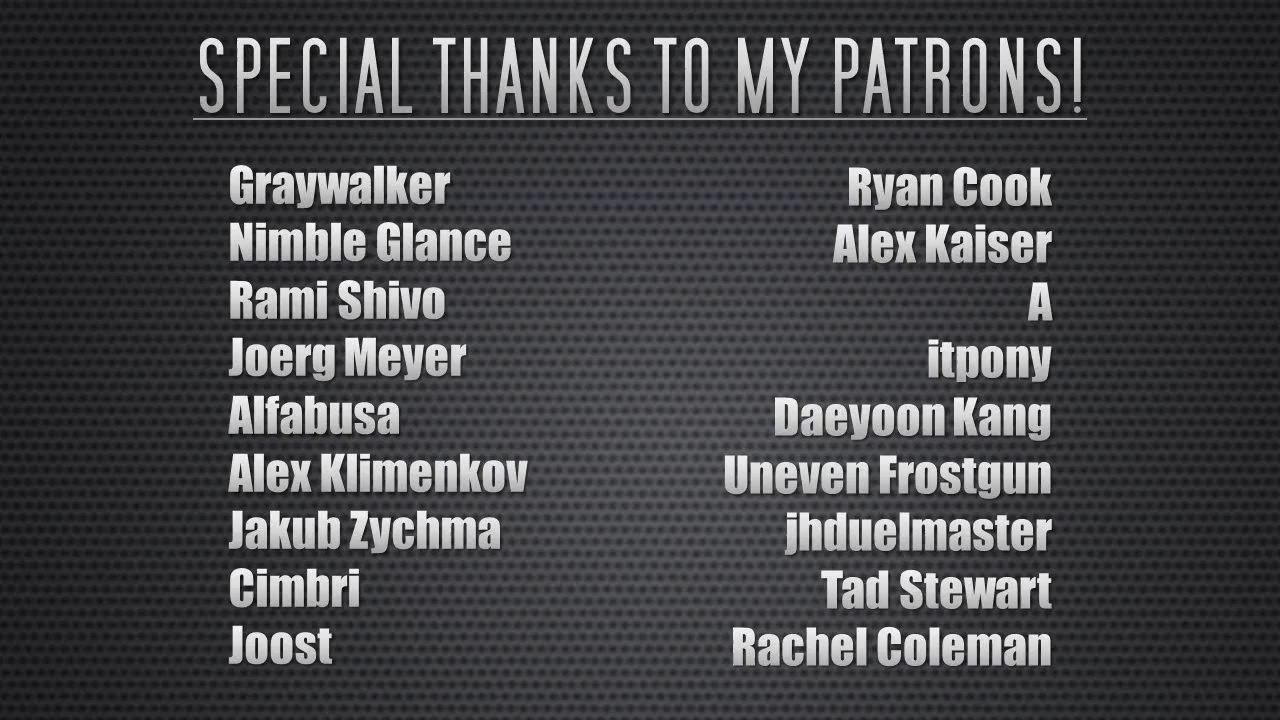 SPECIAL THANKS TO MY PATRONS!
Graywalker
Nimble Glance
Rami Shivo
Joerg Meyer
Alfabusa
Alex Klimenkov
Jakub Zychma
Cimbri
Joost
Ryan Cook
Alex Kaiser
A
itpony
Daeyoon Kang
Uneven Frostgun
jhduelmaster
Tad Stewart
Rachel Coleman